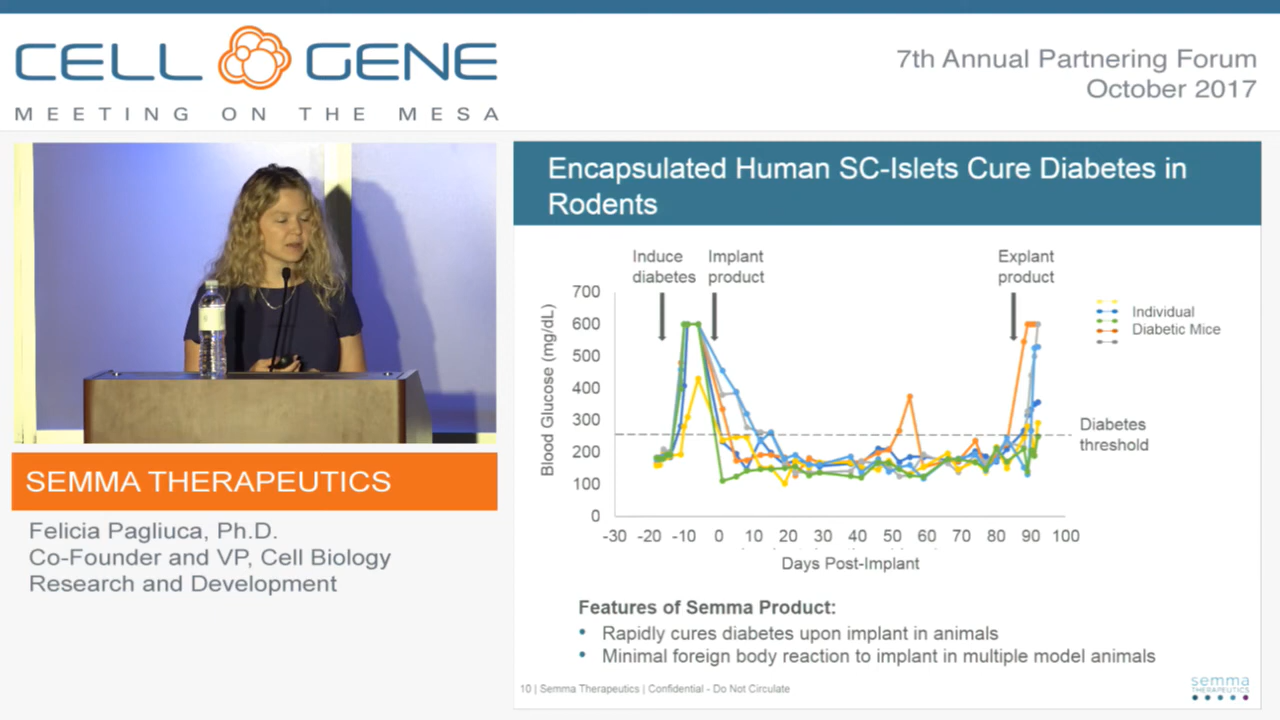 CELL GENE
MEETING ON THE MESA
7th Annual Partnering Forum
October 2017
SEMMA THERAPEUTICS
Felicia Pagliuca, Ph.D.
Co-Founder and VP, Cell Biology
Research and Development
Encapsulated Human SC-Islets Cure Diabetes in
Rodents
Induce
diabetes
Implant
product
Explant
product
Blood Glucose (mg/dL)
700
600
500
400
300
200
100
0
-30 -20 -10 0 10 20 30 40 50 60 70 80 90 100
Days Post-Implant
Individual
Diabetic Mice
Diabetes
threshold
Features of Semma Product:
• Rapidly cures diabetes upon implant in animals
• Minimal foreign body reaction to implant in multiple model animals
10 | Semma Therapeutics | Confidential - Do Not Circulate
semma
THERAPEUTICS